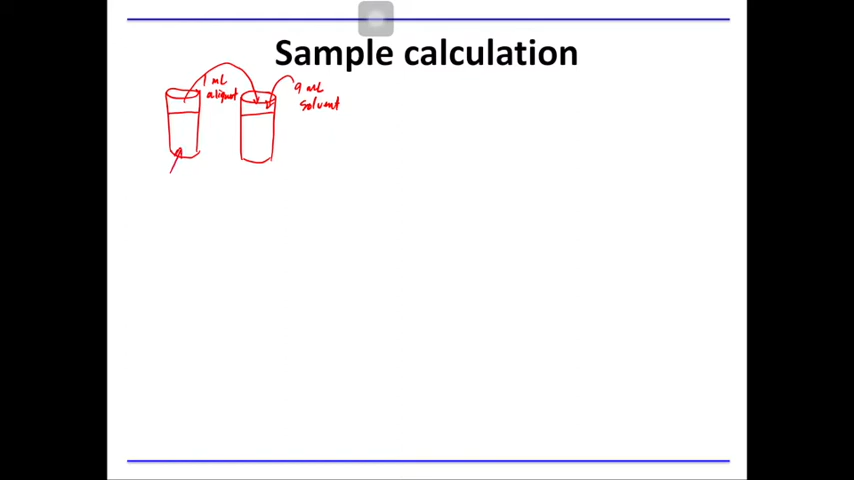 Sample calculation
1 mL
aliquot
9 mL
solvent